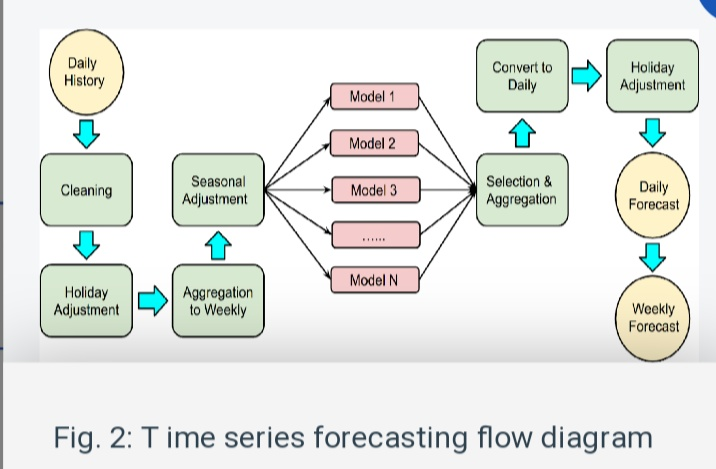 Daily
History
Cleaning
Holiday
Adjustment
Aggregation
to Weekly
Seasonal
Adjustment
Model 1
Model 2
Model 3
......
Model N
Selection &
Aggregation
Convert to
Daily
Holiday
Adjustment
Daily
Forecast
Weekly
Forecast
Fig. 2: T ime series forecasting flow diagram